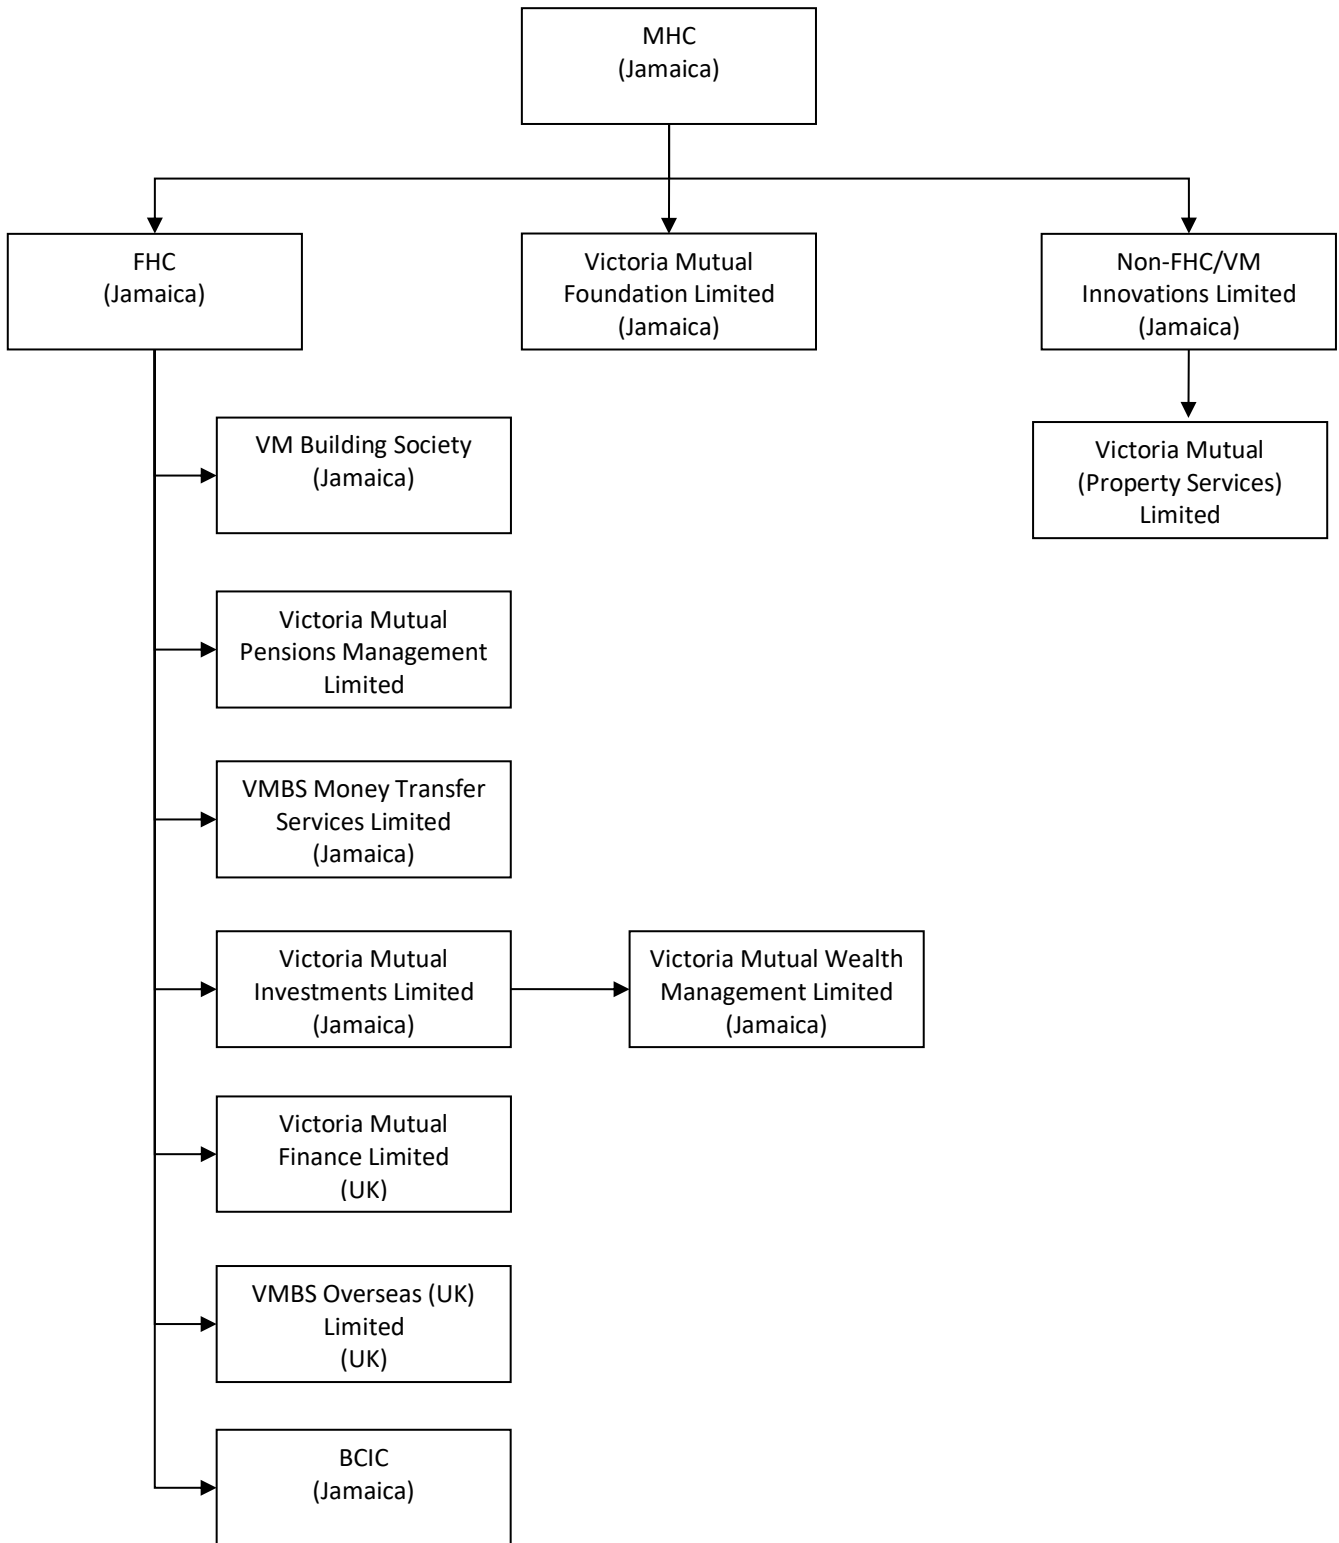 MHC
(Jamaica)
FHC
(Jamaica)
Victoria Mutual
Foundation Limited
(Jamaica)
Non-FHC/VM
Innovations Limited
(Jamaica)
VM Building Society
(Jamaica)
Victoria Mutual
(Property Services)
Limited
Victoria Mutual
Pensions Management
Limited
VMBS Money Transfer
Services Limited
(Jamaica)
Victoria Mutual
Investments Limited
(Jamaica)
Victoria Mutual Wealth
Management Limited
(Jamaica)
Victoria Mutual
Finance Limited
(UK)
VMBS Overseas (UK)
Limited
(UK)
BCIC
(Jamaica)